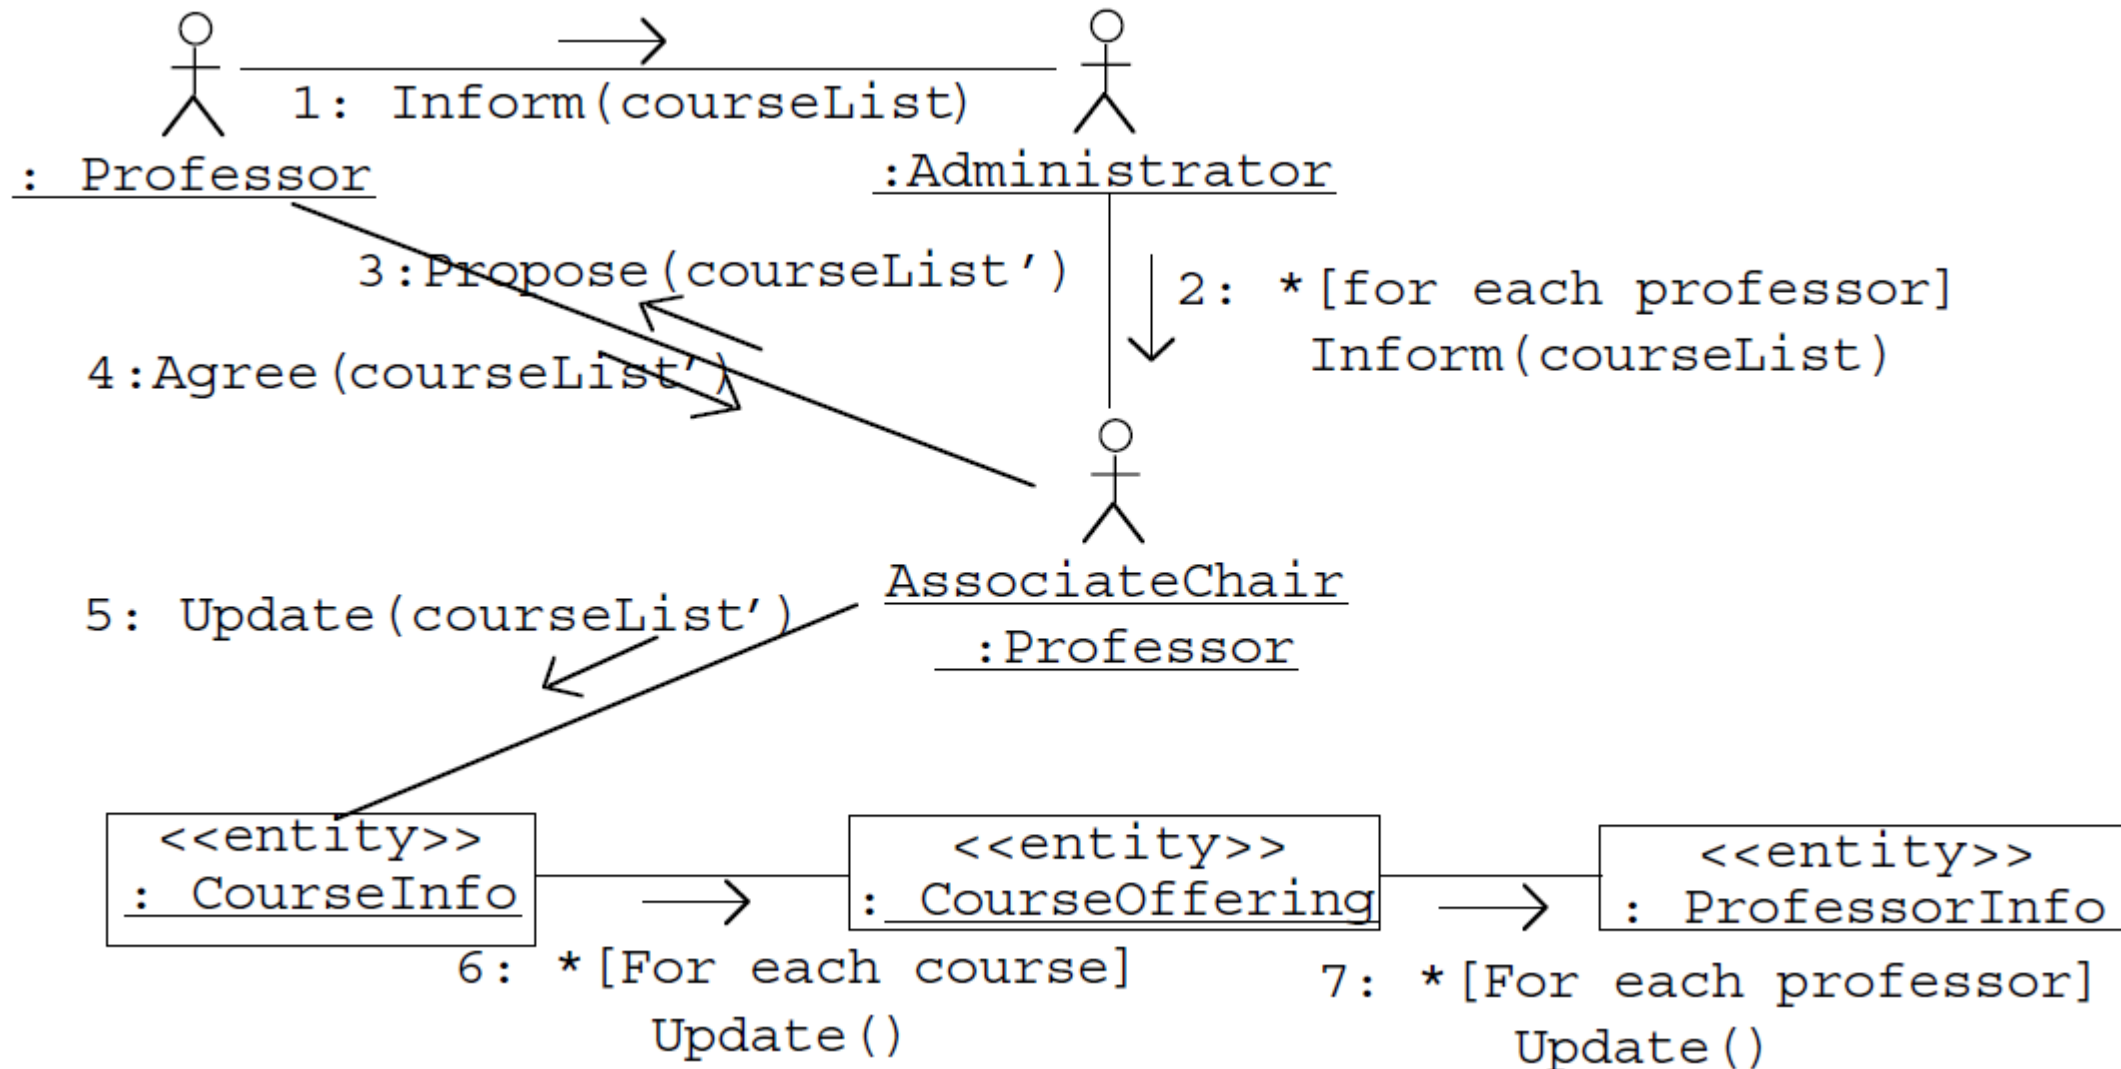 1: Inform(courseList)
: Professor
:Administrator
3:Propose(courseList’)
2: *[for each professor]
Inform(courseList)
4:Agree(courseList’)
AssociateChair
:Professor
5: Update(courseList’)
<<entity>>
: CourseInfo
<<entity>>
: CourseOffering
<<entity>>
: ProfessorInfo
6: *[For each course]
Update()
7: *[For each professor]
Update()